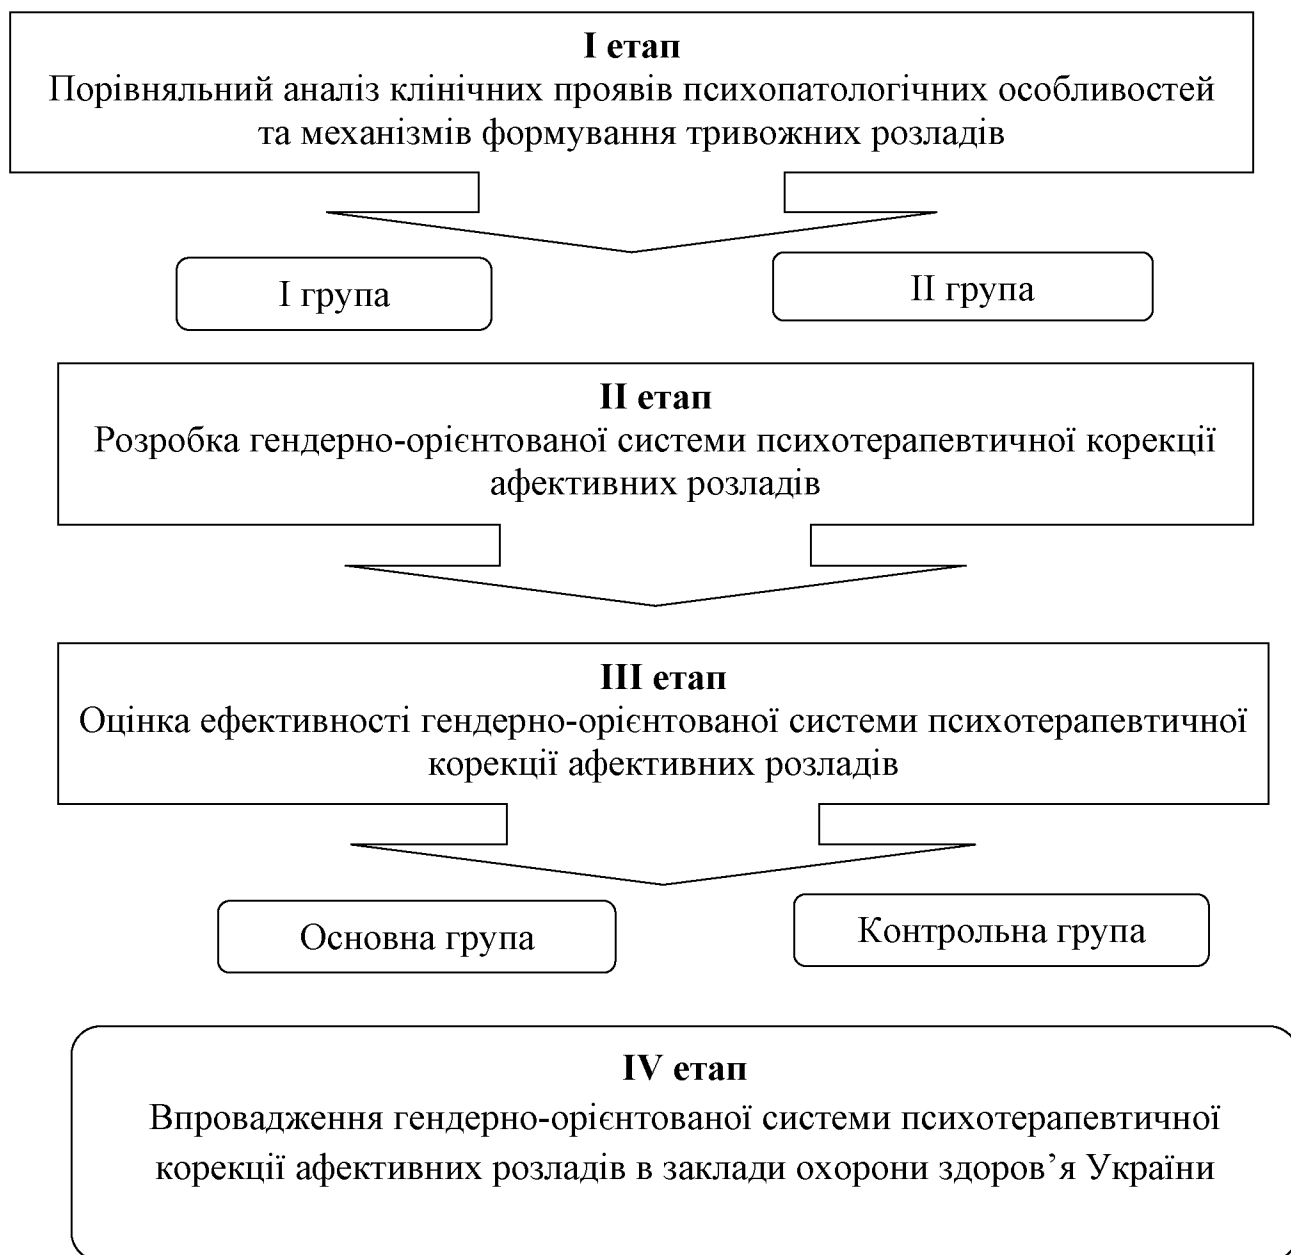 I етап
Порівняльний аналіз клінічних проявів психопатологічних особливостей
та механізмів формування тривожних розладів
I група
II група
II етап
Розробка гендерно-орієнтованої системи психотерапевтичної корекції
афективних розладів
III етап
Оцінка ефективності гендерно-орієнтованої системи психотерапевтичної
корекції афективних розладів
Основна група
Контрольна група
IV етап
Впровадження гендерно-орієнтованої системи психотерапевтичної
корекції афективних розладів в заклади охорони здоров’я України